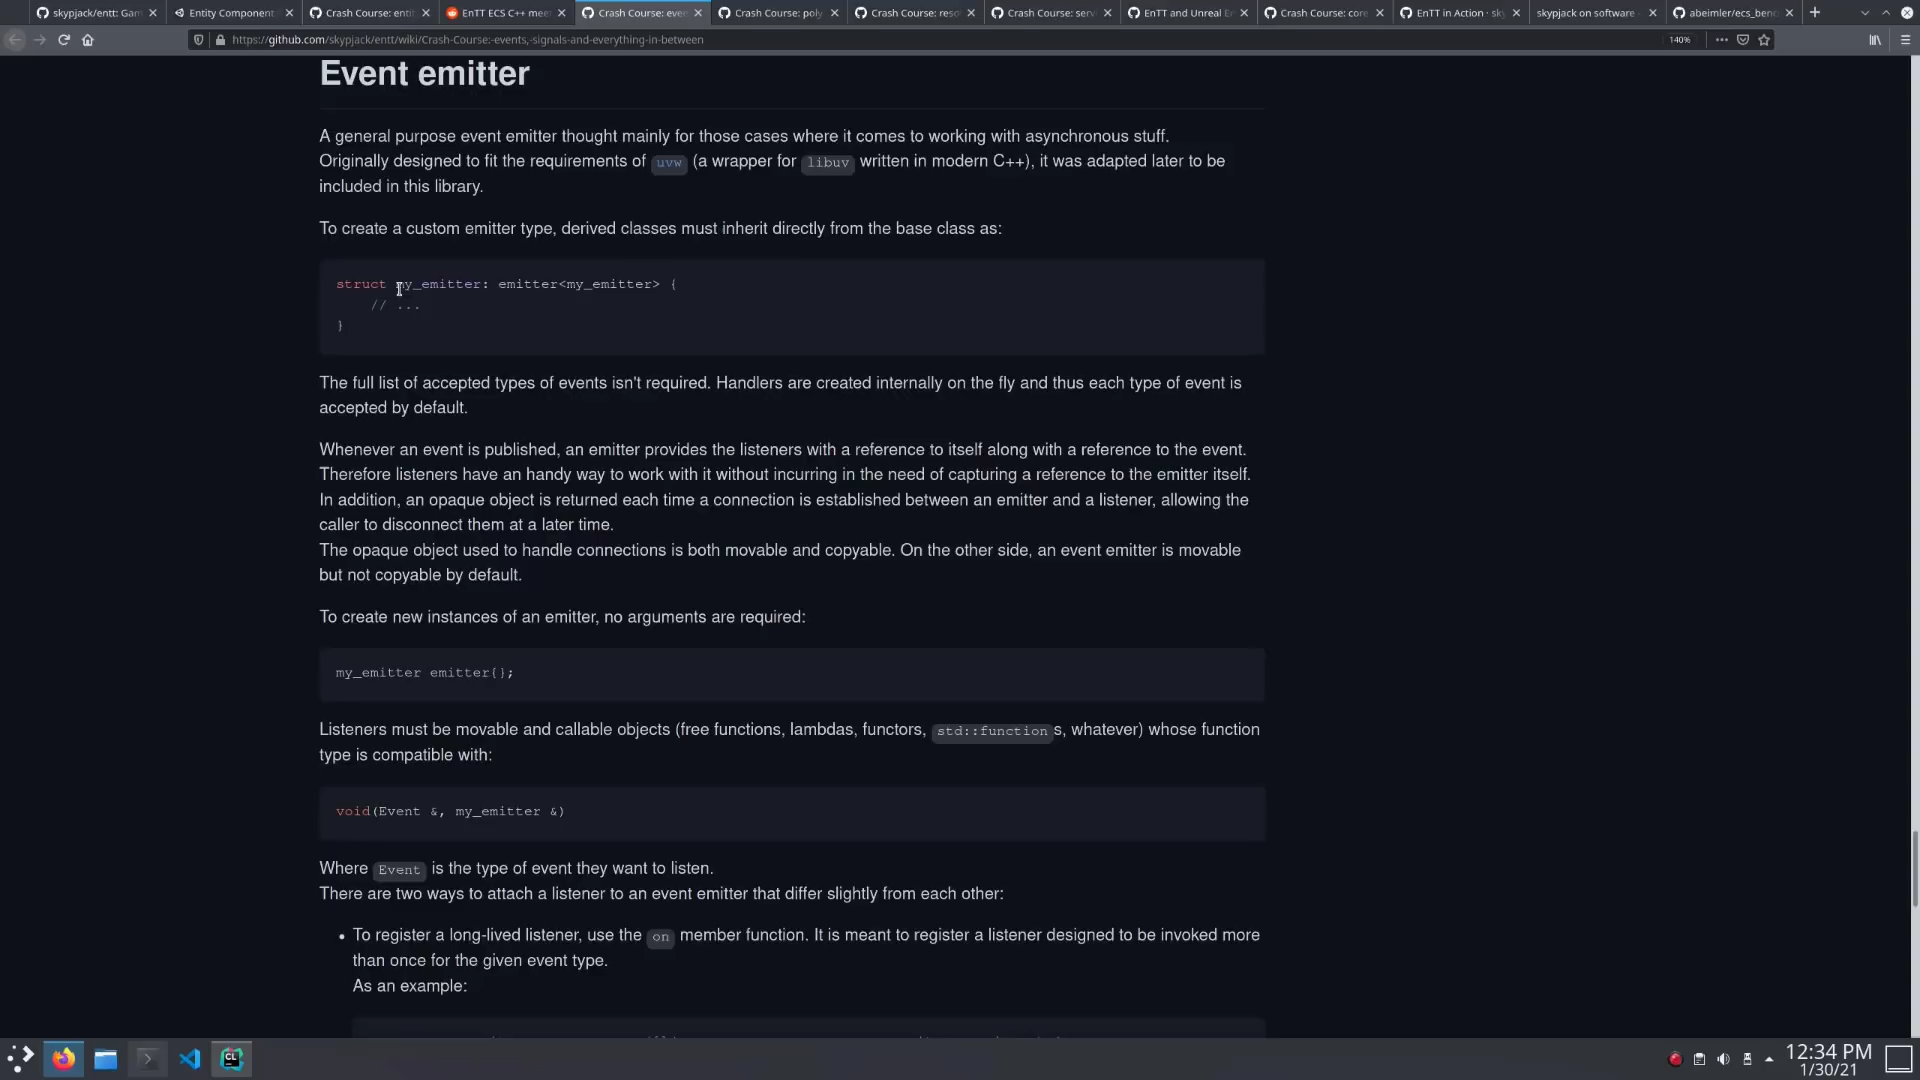 skypjack/entt: Gam
Entity Component
Crash Course: enti
EnTT ECS C++ mee
Crash Course: eve
Crash Course: poly
Crash Course: reso
Crash Course: serv
EnTT and Unreal E
Crash Course: core
EnTT in Action · sky
skypjack on software
abeimler/ecs_benc
https://github.com/skypjack/entt/wiki/Crash-Course:-events,-signals-and-everything-in-between
140%
Event emitter
A general purpose event emitter thought mainly for those cases where it comes to working with asynchronous stuff.
Originally designed to fit the requirements of uvw (a wrapper for libuv written in modern C++), it was adapted later to be
included in this library.
To create a custom emitter type, derived classes must inherit directly from the base class as:
struct my_emitter: emitter<my_emitter> {
// ...
}
The full list of accepted types of events isn't required. Handlers are created internally on the fly and thus each type of event is
accepted by default.
Whenever an event is published, an emitter provides the listeners with a reference to itself along with a reference to the event.
Therefore listeners have an handy way to work with it without incurring in the need of capturing a reference to the emitter itself.
In addition, an opaque object is returned each time a connection is established between an emitter and a listener, allowing the
caller to disconnect them at a later time.
The opaque object used to handle connections is both movable and copyable. On the other side, an event emitter is movable
but not copyable by default.
To create new instances of an emitter, no arguments are required:
my_emitter emitter{};
Listeners must be movable and callable objects (free functions, lambdas, functors, std::functions, whatever) whose function
type is compatible with:
void(Event &, my_emitter &)
Where Event is the type of event they want to listen.
There are two ways to attach a listener to an event emitter that differ slightly from each other:
• To register a long-lived listener, use the on member function. It is meant to register a listener designed to be invoked more
than once for the given event type.
As an example:
CL
12:34 PM
1/30/21